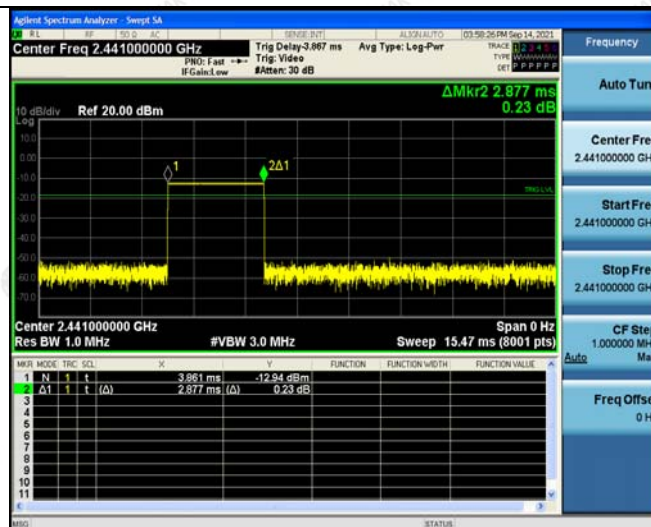 Agilent Spectrum Analyzer - Swept SA
RL RF 50 Ω AC SENSE:INT ALIGNAUTO 03:58:26 PM Sep 14, 2021
Center Freq 2.441000000 GHz
Trig Delay-3.867 ms Avg Type: Log-Pwr
TRACE 1 2 3 4 5 6
PNO: Fast Trig: Video
TYPE
IFGain:Low #Atten: 30 dB
DET P P P P P P
ΔMkr2 2.877 ms
0.23 dB
10 dB/div Ref 20.00 dBm
Log
10.0
0.00
-10.0
-20.0
-30.0
-40.0
-50.0
-60.0
-70.0
1
2Δ1
TRIG LVL
Center 2.441000000 GHz Span 0 Hz
Res BW 1.0 MHz #VBW 3.0 MHz Sweep 15.47 ms (8001 pts)
MKR MODE TRC SCL X Y FUNCTION FUNCTION WIDTH FUNCTION VALUE
1 N 1 t 3.861 ms -12.94 dBm
2 Δ1 1 t (Δ) 2.877 ms (Δ) 0.23 dB
3
4
5
6
7
8
9
10
11
MSG STATUS
Frequency
Auto Tun
Center Fre
2.441000000 GH
Start Fre
2.441000000 GH
Stop Fre
2.441000000 GH
CF Ste
1.000000 MH
Auto Ma
Freq Offse
0 H